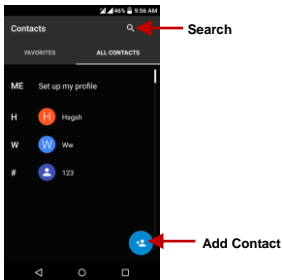 46% 9:56 AM
Contacts
Search
FAVORITES ALL CONTACTS
ME Set up my profile
H H Hsgsh
W W Ww
# 123
Add Contact